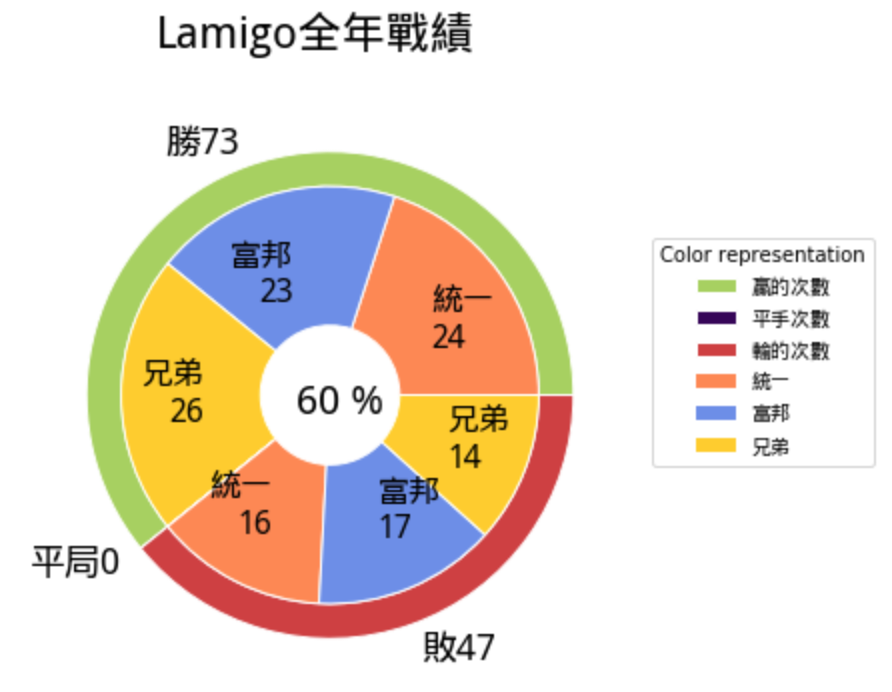 Lamigo全年戰績
勝73
富邦
23
統一
24
兄弟
26
60 %
兄弟
14
統一
16
富邦
17
平局0
敗47
Color representation
贏的次數
平手次數
輪的次數
統一
富邦
兄弟